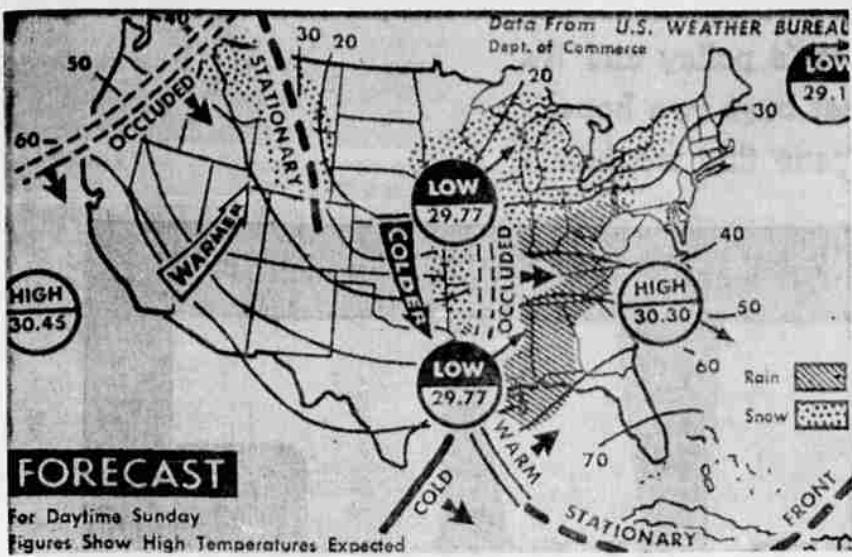 Data From U.S. WEATHER BUREAU
Dept. of Commerce
40
30 20
50
20
LOW
29.1
30
OCCLUDED
STATIONARY
60
LOW
29.77
WARMER
COLDER
OCCLUDED
40
HIGH
30.45
HIGH
30.30
50
LOW
29.77
60
Rain
Snow
WARM
70
FORECAST
COLD
STATIONARY
FRONT
For Daytime Sunday
Figures Show High Temperatures Expected